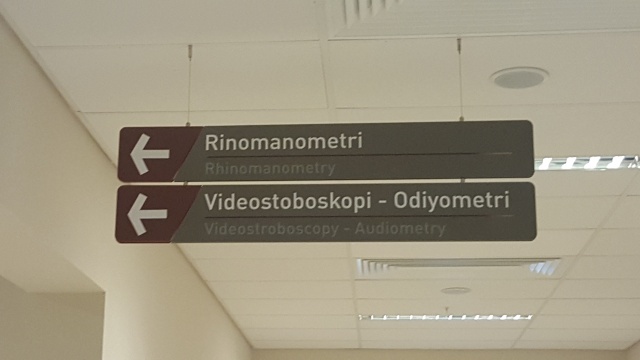 Rinomanometri
Rhinomanometry
Videostoboskopi - Odiyometri
Videostroboscopy - Audiometry